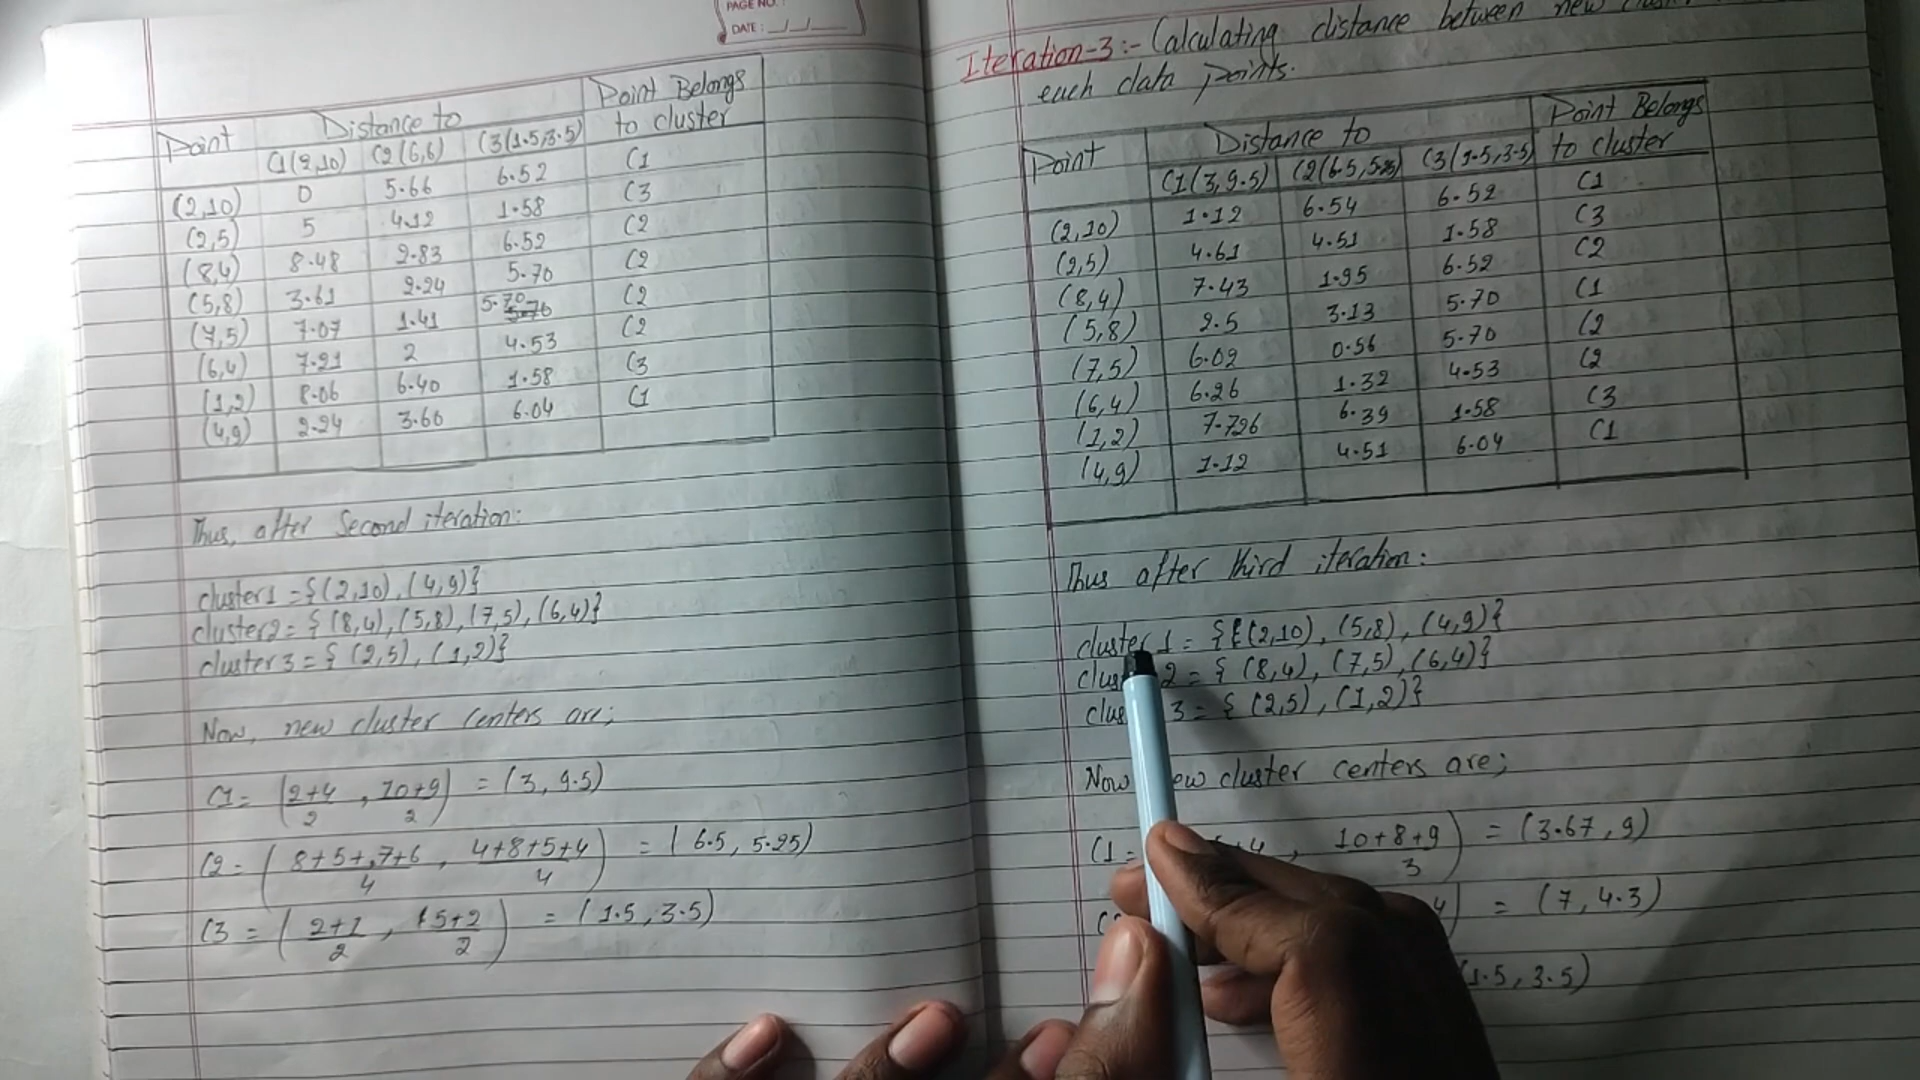 PAGE NO. :
DATE : _/_/_
Point Distance to Point Belongs to cluster
C1(2,10) C2(6,6) C3(1.5,3.5)
(2,10) 0 5.66 6.52 C1
(2,5) 5 4.12 1.58 C3
(8,4) 8.48 2.83 6.52 C2
(5,8) 3.61 2.24 5.70 C2
(7,5) 7.07 1.41 5.70 C2
(6,4) 7.21 2 4.53 C2
(1,2) 8.06 6.40 1.58 C3
(4,9) 2.24 3.60 6.04 C1
Thus, after Second iteration:
cluster1 = {(2,10), (4,9)}
cluster2 = { (8,4), (5,8), (7,5), (6,4)}
cluster3 = { (2,5), (1,2)}
Now, new cluster centers are;
C1 = (2+4/2 , 10+9/2) = (3, 9.5)
C2 = (8+5+7+6/4 , 4+8+5+4/4) = (6.5, 5.25)
C3 = (2+1/2 , 5+2/2) = (1.5, 3.5)
Iteration-3:- Calculating distance between new
each data points.
Point Distance to Point Belongs to cluster
C1(3,9.5) C2(6.5,5.25) C3(1.5,3.5)
(2,10) 1.12 6.54 6.52 C1
(2,5) 4.61 4.51 1.58 C3
(8,4) 7.43 1.95 6.52 C2
(5,8) 2.5 3.13 5.70 C1
(7,5) 6.02 0.56 5.70 C2
(6,4) 6.26 1.32 4.53 C2
(1,2) 7.726 6.39 1.58 C3
(4,9) 1.12 4.51 6.04 C1
Thus after third iteration:
cluster 1 = {(2,10), (5,8), (4,9)}
2 = { (8,4), (7,5), (6,4)}
3 = { (2,5), (1,2)}
Now cluster centers are;
C1 = , 10+8+9/3) = (3.67, 9)
= (7, 4.3)
(1.5, 3.5)